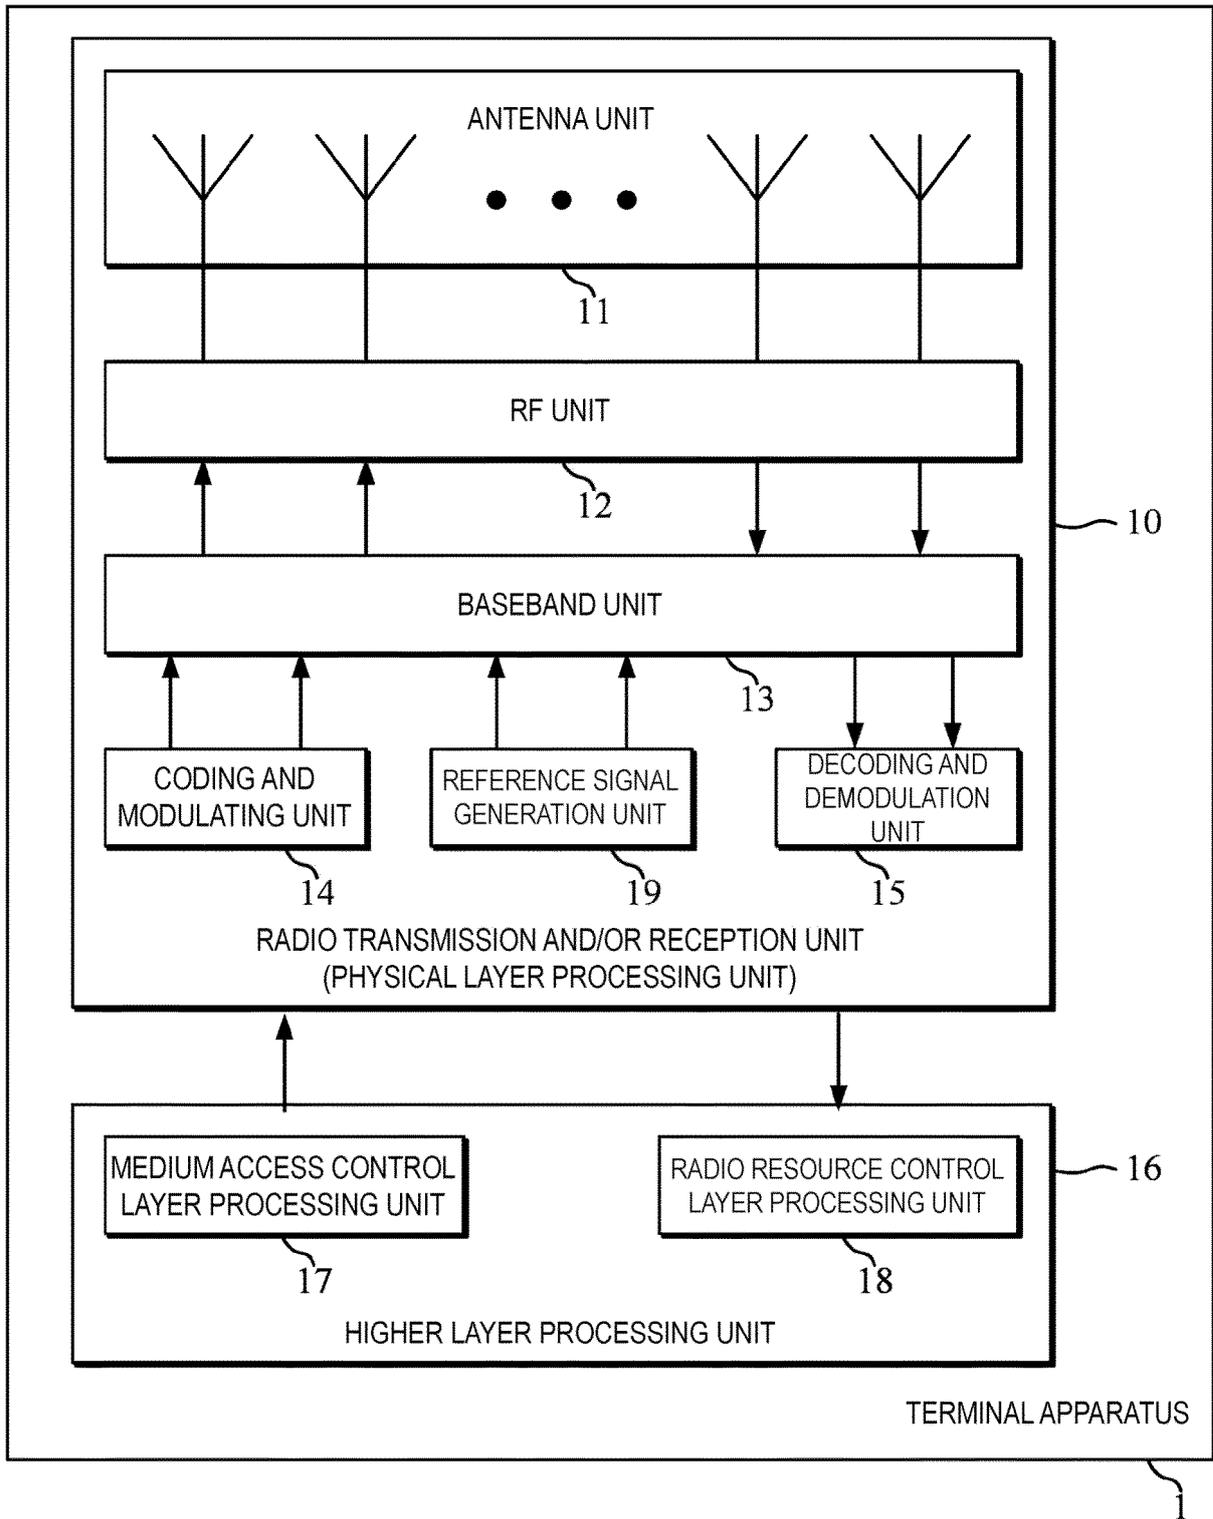 ANTENNA UNIT
11
RF UNIT
12
10
BASEBAND UNIT
13
CODING AND
MODULATING UNIT
14
REFERENCE SIGNAL
GENERATION UNIT
19
DECODING AND
DEMODULATION
UNIT
15
RADIO TRANSMISSION AND/OR RECEPTION UNIT
(PHYSICAL LAYER PROCESSING UNIT)
MEDIUM ACCESS CONTROL
LAYER PROCESSING UNIT
17
RADIO RESOURCE CONTROL
LAYER PROCESSING UNIT
18
16
HIGHER LAYER PROCESSING UNIT
TERMINAL APPARATUS
1